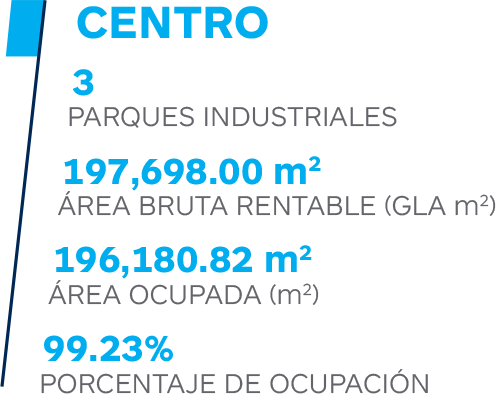 CENTRO
3
PARQUES INDUSTRIALES
197,698.00 m²
ÁREA BRUTA RENTABLE (GLA m²)
196,180.82 m²
ÁREA OCUPADA (m²)
99.23%
PORCENTAJE DE OCUPACIÓN